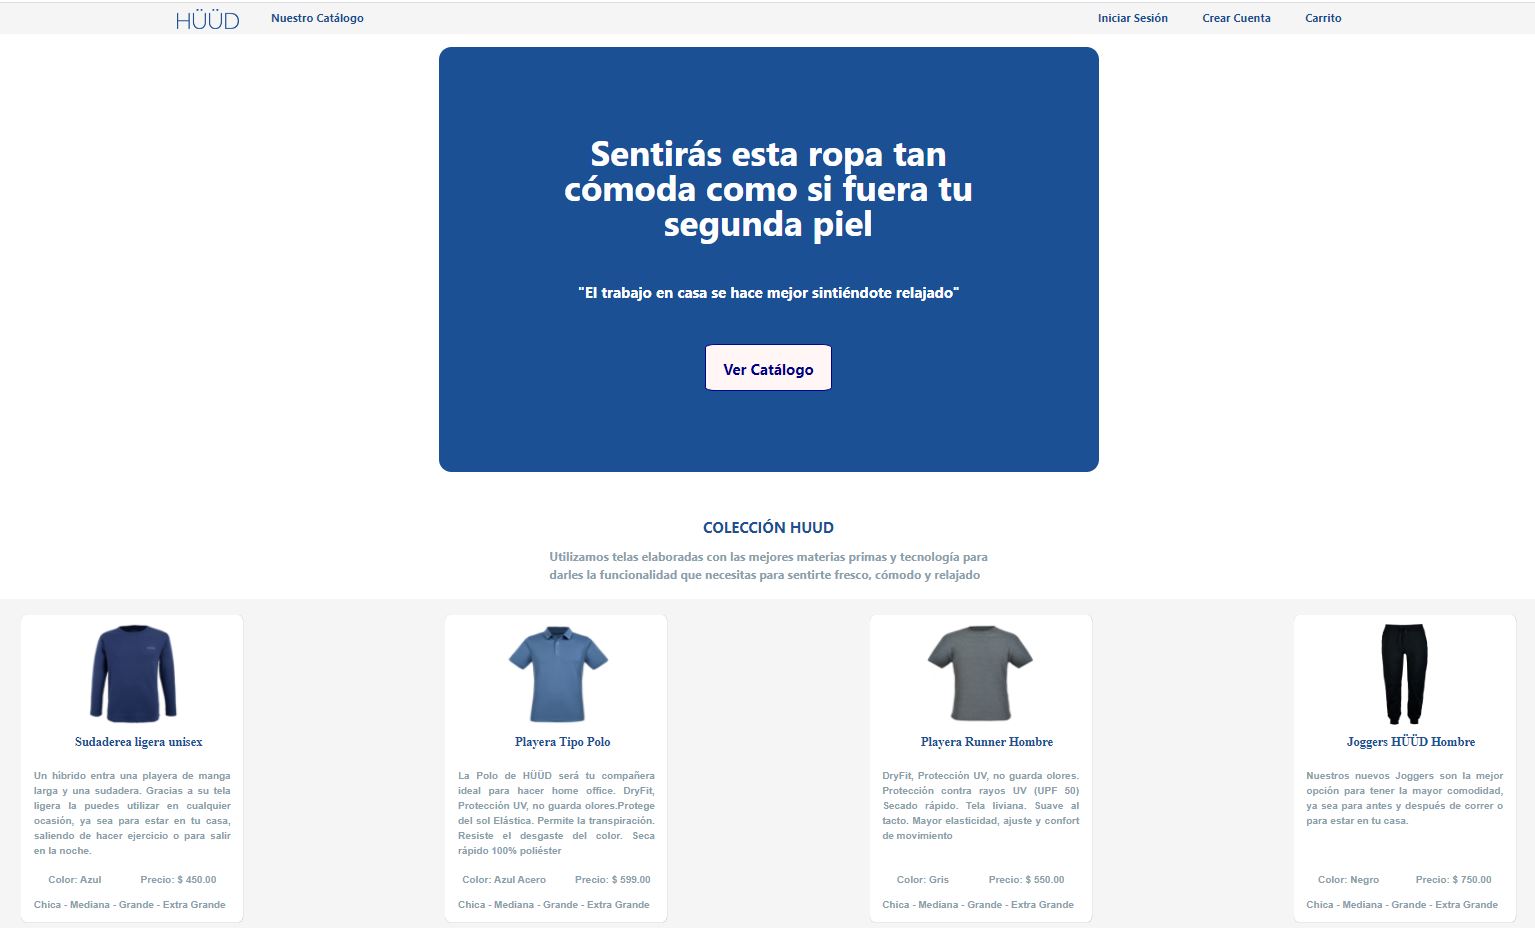 HÜÜD
Nuestro Catálogo
Iniciar Sesión
Crear Cuenta
Carrito
Sentirás esta ropa tan
cómoda como si fuera tu
segunda piel
"El trabajo en casa se hace mejor sintiéndote relajado"
Ver Catálogo
COLECCIÓN HUUD
Utilizamos telas elaboradas con las mejores materias primas y tecnología para
darles la funcionalidad que necesitas para sentirte fresco, cómodo y relajado
Sudaderea ligera unisex
Un híbrido entra una playera de manga
larga y una sudadera. Gracias a su tela
ligera la puedes utilizar en cualquier
ocasión, ya sea para estar en tu casa,
saliendo de hacer ejercicio o para salir
en la noche.
Color: Azul
Precio: $ 450.00
Chica - Mediana - Grande - Extra Grande
Playera Tipo Polo
La Polo de HÜÜD será tu compañera
ideal para hacer home office. DryFit,
Protección UV, no guarda olores.Protege
del sol Elástica. Permite la transpiración.
Resiste el desgaste del color. Seca
rápido 100% poliéster
Color: Azul Acero
Precio: $ 599.00
Chica - Mediana - Grande - Extra Grande
Playera Runner Hombre
DryFit, Protección UV, no guarda olores.
Protección contra rayos UV (UPF 50)
Secado rápido. Tela liviana. Suave al
tacto. Mayor elasticidad, ajuste y confort
de movimiento
Color: Gris
Precio: $ 550.00
Chica - Mediana - Grande - Extra Grande
Joggers HÜÜD Hombre
Nuestros nuevos Joggers son la mejor
opción para tener la mayor comodidad,
ya sea para antes y después de correr o
para estar en tu casa.
Color: Negro
Precio: $ 750.00
Chica - Mediana - Grande - Extra Grande